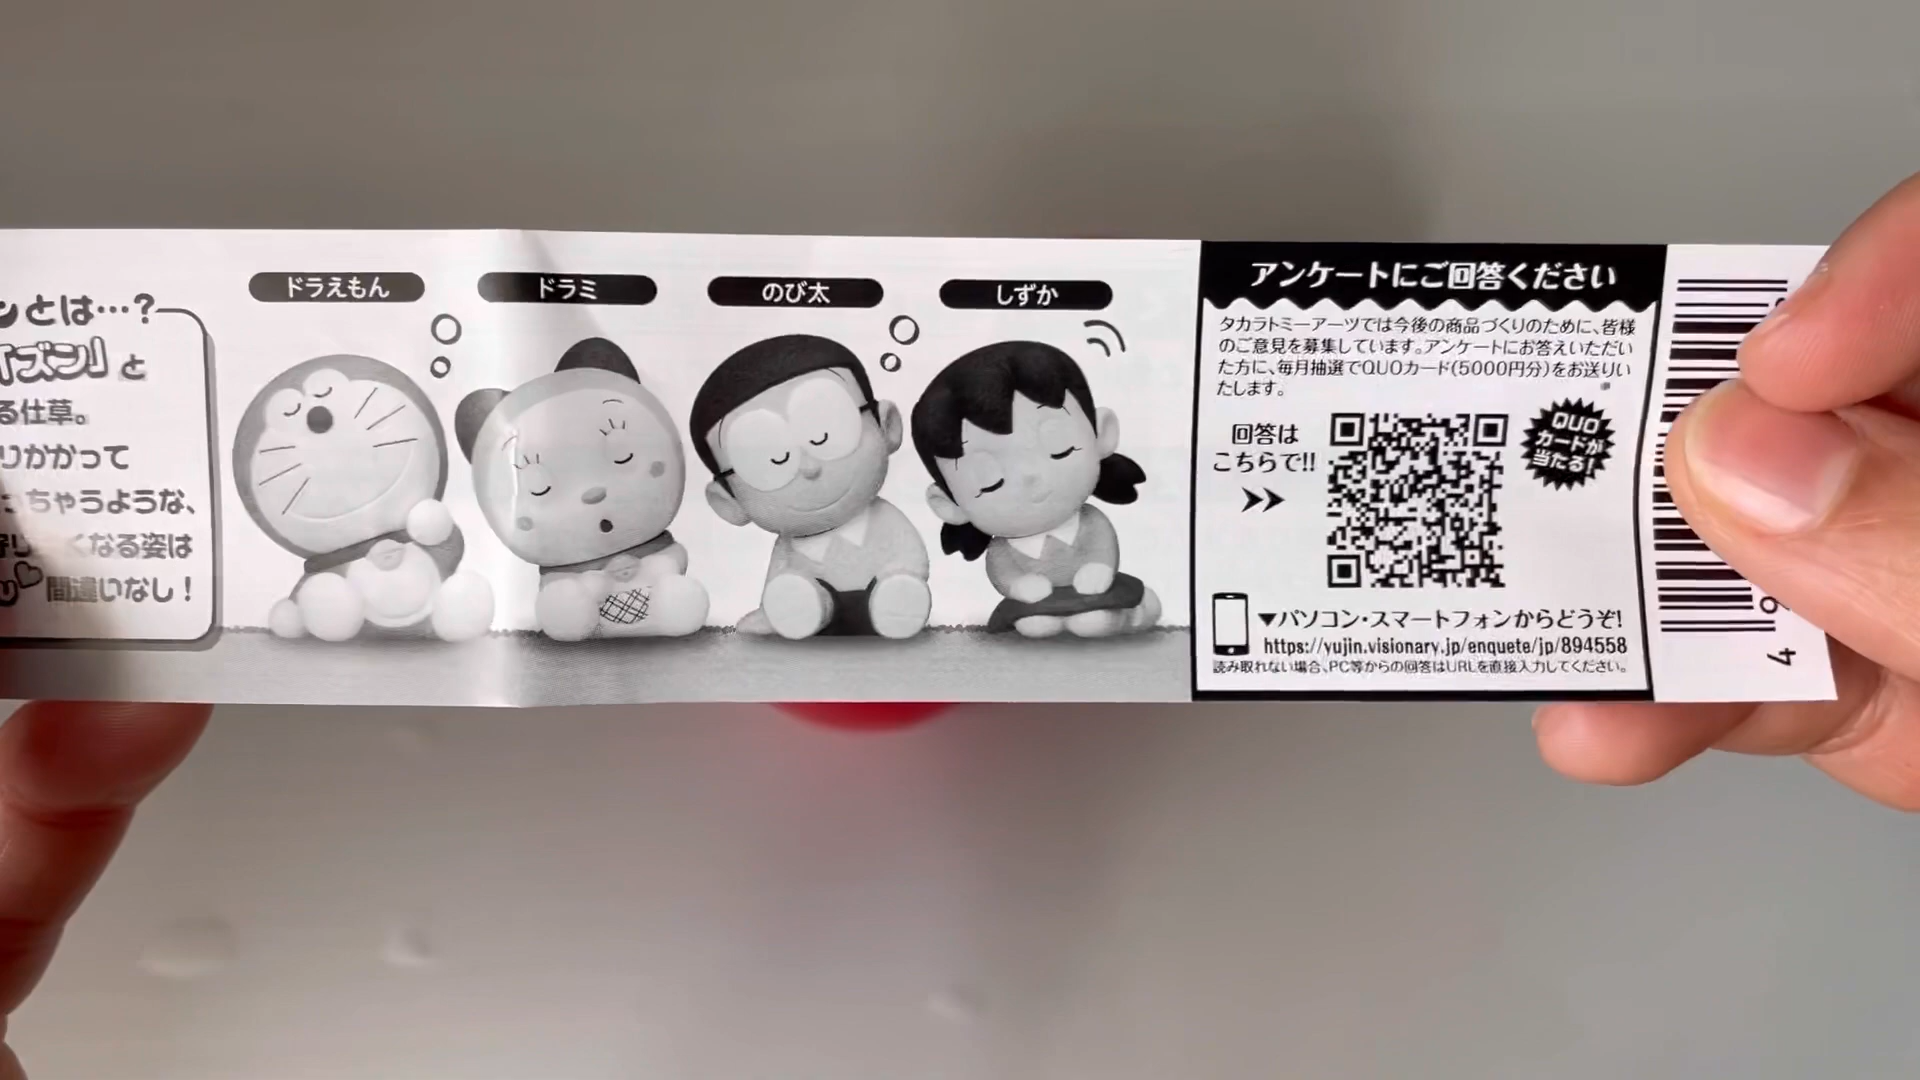 ンとは…?
イズン」と
る仕草。
りかかって
っちゃうような、
くなる姿は
間違いなし!
ドラえもん
ドラミ
のび太
しずか
アンケートにご回答ください
タカラトミーアーツでは今後の商品づくりのために、皆様
のご意見を募集しています。アンケートにお答えいただい
た方に、毎月抽選でQUOカード(5000円分)をお送りい
たします。
回答は
こちらで!!
QUO
カードが
当たる!
▼パソコン・スマートフォンからどうぞ!
https://yujin.visionary.jp/enquete/jp/894558
読み取れない場合、PC等からの回答はURLを直接入力してください。
4